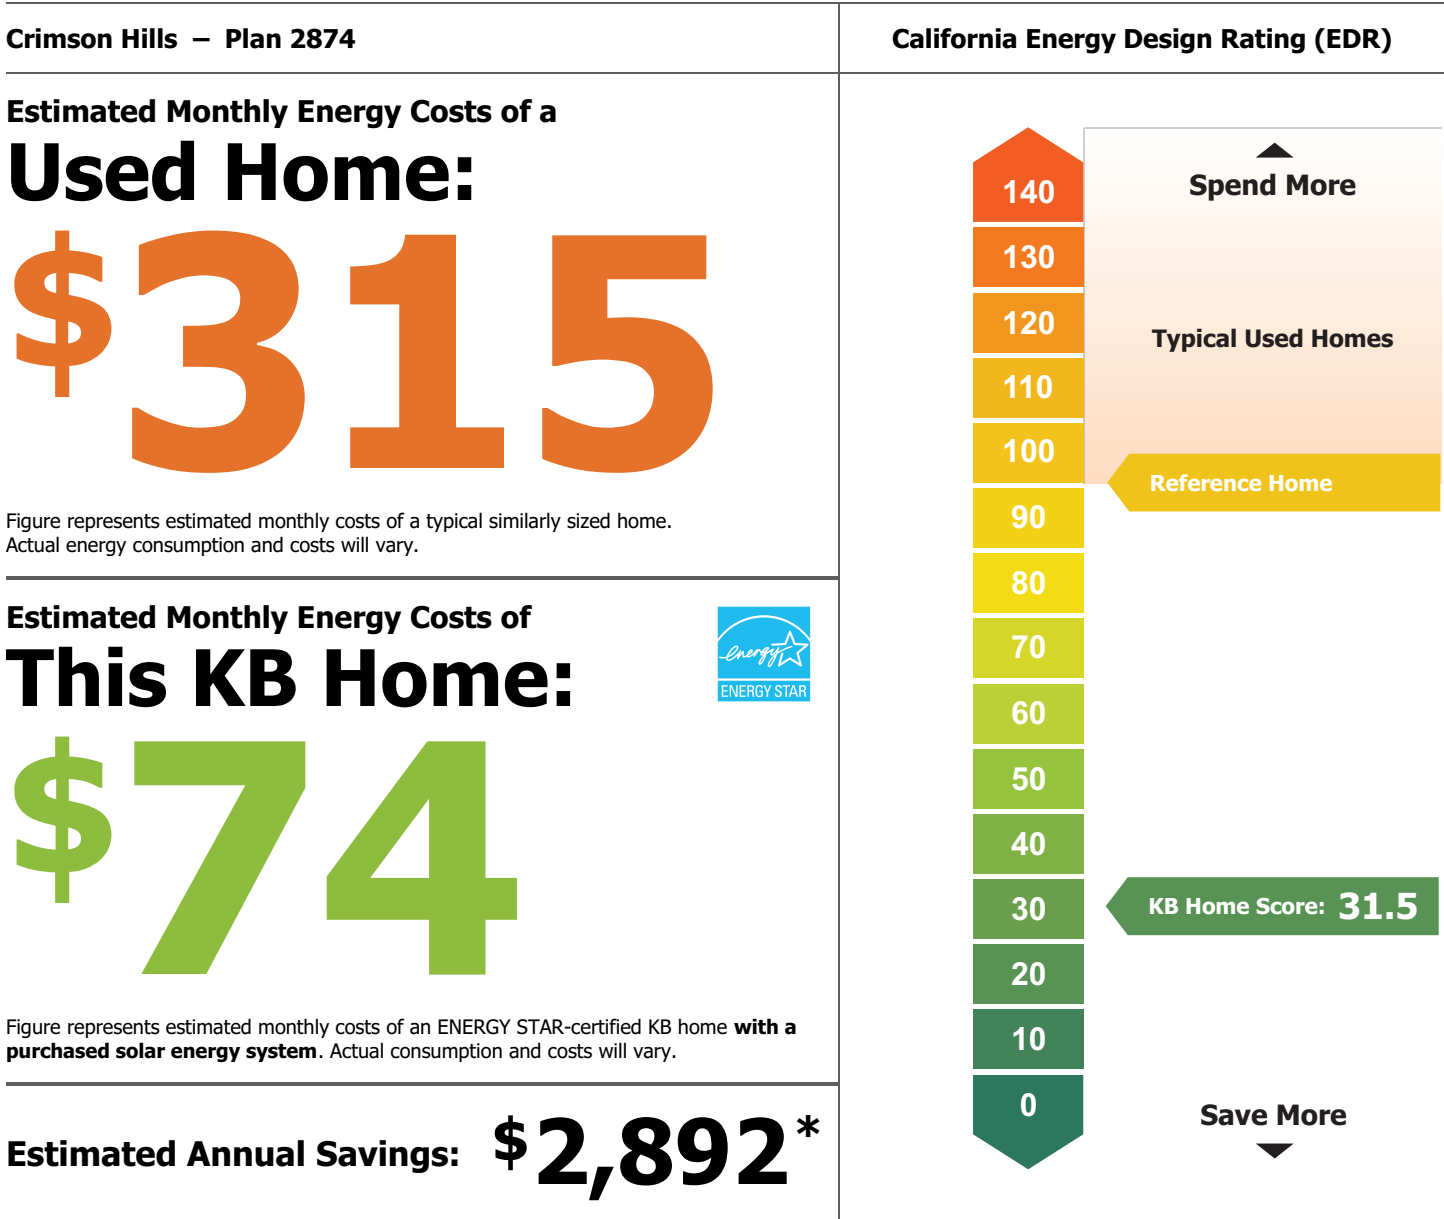 Crimson Hills – Plan 2874
Estimated Monthly Energy Costs of a
Used Home:
$315
Figure represents estimated monthly costs of a typical similarly sized home.
Actual energy consumption and costs will vary.
Estimated Monthly Energy Costs of
This KB Home:
energy
ENERGY STAR
$74
Figure represents estimated monthly costs of an ENERGY STAR-certified KB home with a
purchased solar energy system. Actual consumption and costs will vary.
Estimated Annual Savings: $2,892*
California Energy Design Rating (EDR)
140
130
120
110
100
90
80
70
60
50
40
30
20
10
0
Spend More
Typical Used Homes
Reference Home
KB Home Score: 31.5
Save More